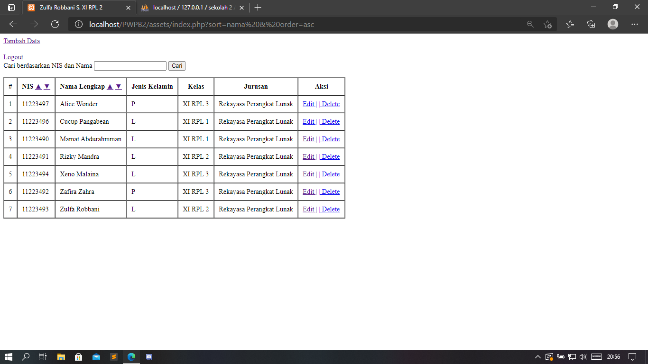 Zulfa Robbani S, XI RPL 2
localhost / 127.0.0.1 / sekolah 2
localhost/PWPB2/assets/index.php?sort=nama%20&%20order=asc
Tambah Data
Logout
Cari berdasarkan NIS dan Nama Cari
# NIS ▲ ▼ Nama Lengkap ▲ ▼ Jenis Kelamin Kelas Jurusan Aksi
1 11223497 Alice Wonder P XI RPL 3 Rekayasa Perangkat Lunak Edit | | Delete
2 11223496 Cucup Pangabean L XI RPL 1 Rekayasa Perangkat Lunak Edit | | Delete
3 11223490 Mamat Abdurahmman L XI RPL 1 Rekayasa Perangkat Lunak Edit | | Delete
4 11223491 Rizky Mandra L XI RPL 2 Rekayasa Perangkat Lunak Edit | | Delete
5 11223494 Xeno Malaina L XI RPL 3 Rekayasa Perangkat Lunak Edit | | Delete
6 11223492 Zafira Zahra P XI RPL 3 Rekayasa Perangkat Lunak Edit | | Delete
7 11223493 Zulfa Robbani L XI RPL 2 Rekayasa Perangkat Lunak Edit | | Delete
20:56